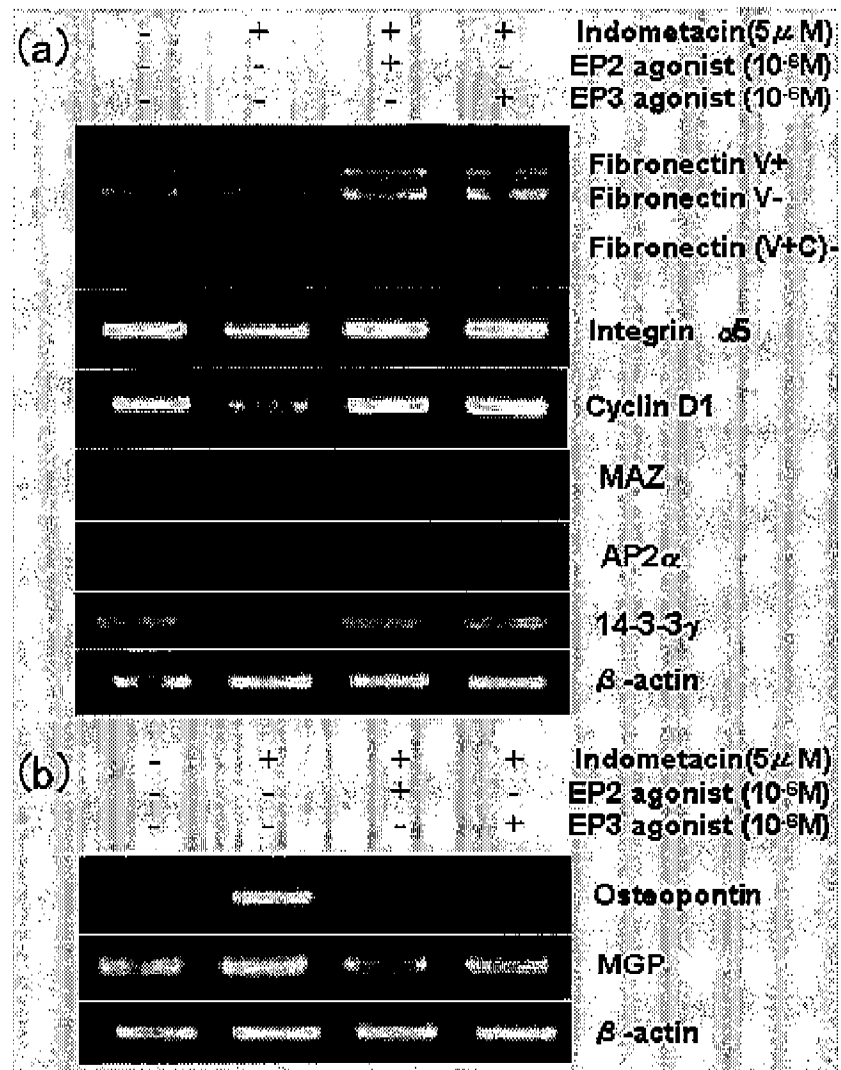 (a) - + + + Indometacin(5μM)
- - + - EP2 agonist (10-6M)
- - - + EP3 agonist (10-6M)
Fibronectin V+
Fibronectin V-
Fibronectin (V+C)-
Integrin α5
Cyclin D1
MAZ
AP2α
14-3-3γ
β-actin
(b) - + + + Indometacin(5μM)
- - + - EP2 agonist (10-6M)
- - - + EP3 agonist (10-6M)
Osteopontin
MGP
β-actin